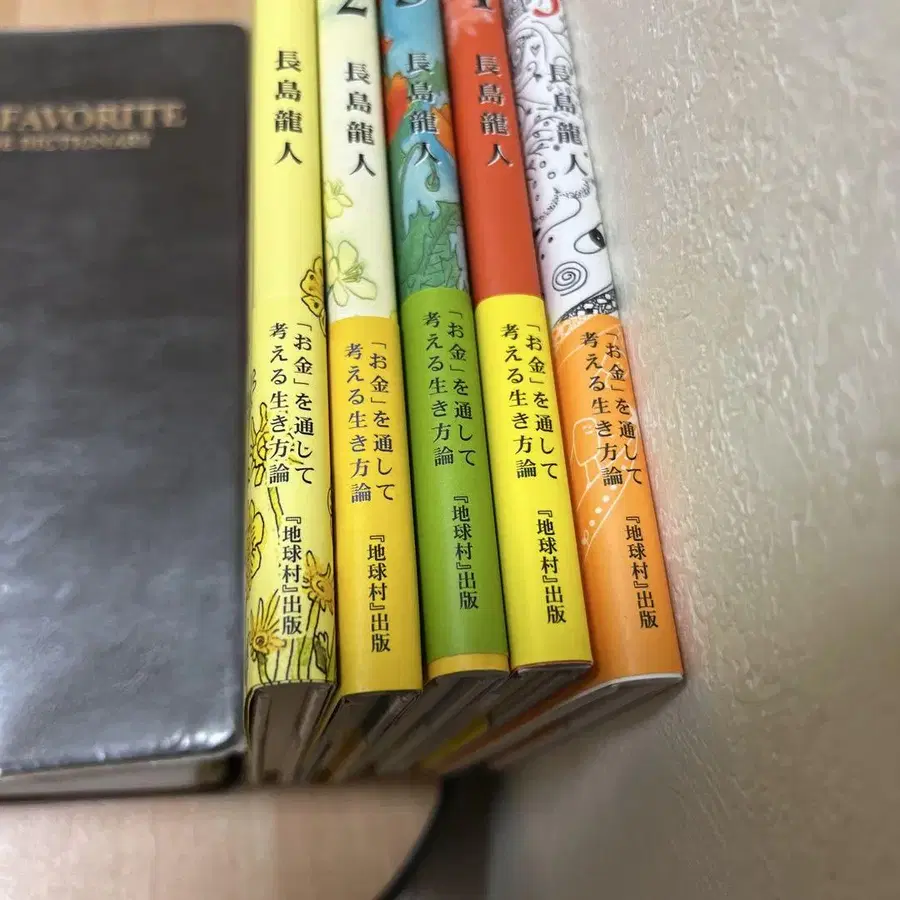 FAVORITE
DICTIONARY
長島龍人
「お金」を通して
考える生き方論
『地球村』出版
2
長島龍人
「お金」を通して
考える生き方論
『地球村』出版
3
長島龍人
「お金」を通して
考える生き方論
『地球村』出版
4
長島龍人
「お金」を通して
考える生き方論
『地球村』出版
5
長島龍人
「お金」を通して
考える生き方論
『地球村』出版